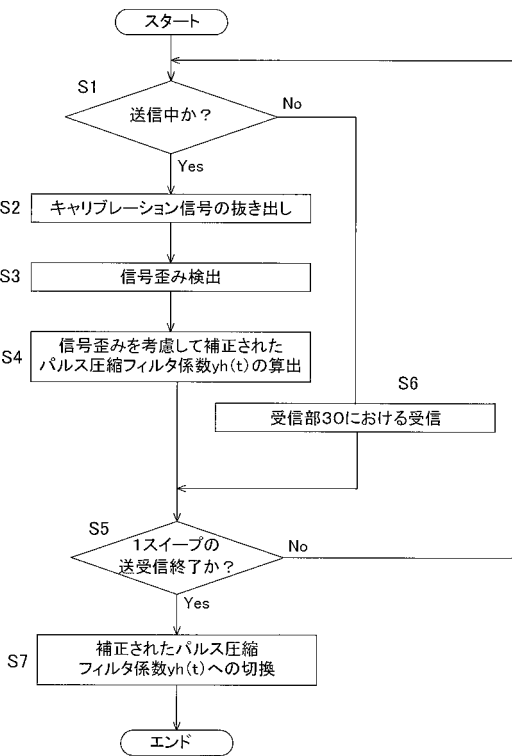 スタート
S1
送信中か?
No
Yes
S2
キャリブレーション信号の抜き出し
S3
信号歪み検出
S4
信号歪みを考慮して補正された
パルス圧縮フィルタ係数yh(t)の算出
S6
受信部30における受信
S5
1スイープの
送受信終了か?
No
Yes
S7
補正されたパルス圧縮
フィルタ係数yh(t)への切換
エンド